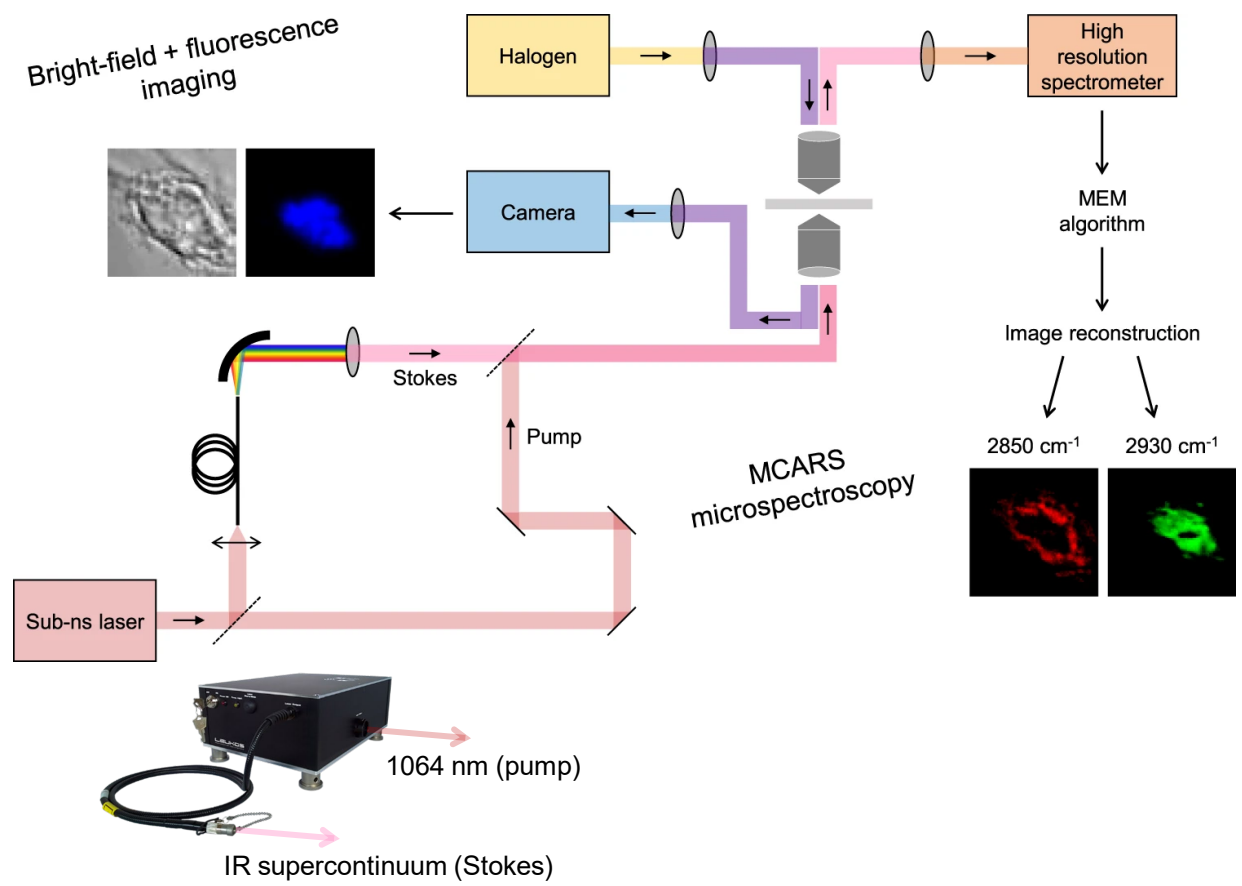 Bright-field + fluorescence
imaging
Halogen
High
resolution
spectrometer
Camera
MEM
algorithm
Image reconstruction
2850 cm⁻¹
2930 cm⁻¹
Stokes
Pump
MCARS
microspectroscopy
Sub-ns laser
LEUKOS
1064 nm (pump)
IR supercontinuum (Stokes)